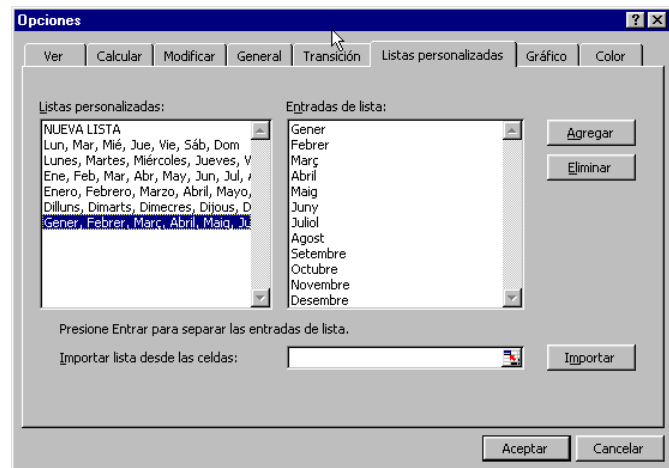 Opciones
Ver Calcular Modificar General Transición Listas personalizadas Gráfico Color
Listas personalizadas:
NUEVA LISTA
Lun, Mar, Mié, Jue, Vie, Sáb, Dom
Lunes, Martes, Miércoles, Jueves, V
Ene, Feb, Mar, Abr, May, Jun, Jul, A
Enero, Febrero, Marzo, Abril, Mayo,
Dilluns, Dimarts, Dimecres, Dijous, D
Gener, Febrer, Març, Abril, Maig, Ju
Entradas de lista:
Gener
Febrer
Març
Abril
Maig
Juny
Juliol
Agost
Setembre
Octubre
Novembre
Desembre
Agregar
Eliminar
Presione Entrar para separar las entradas de lista.
Importar lista desde las celdas:
Importar
Aceptar Cancelar